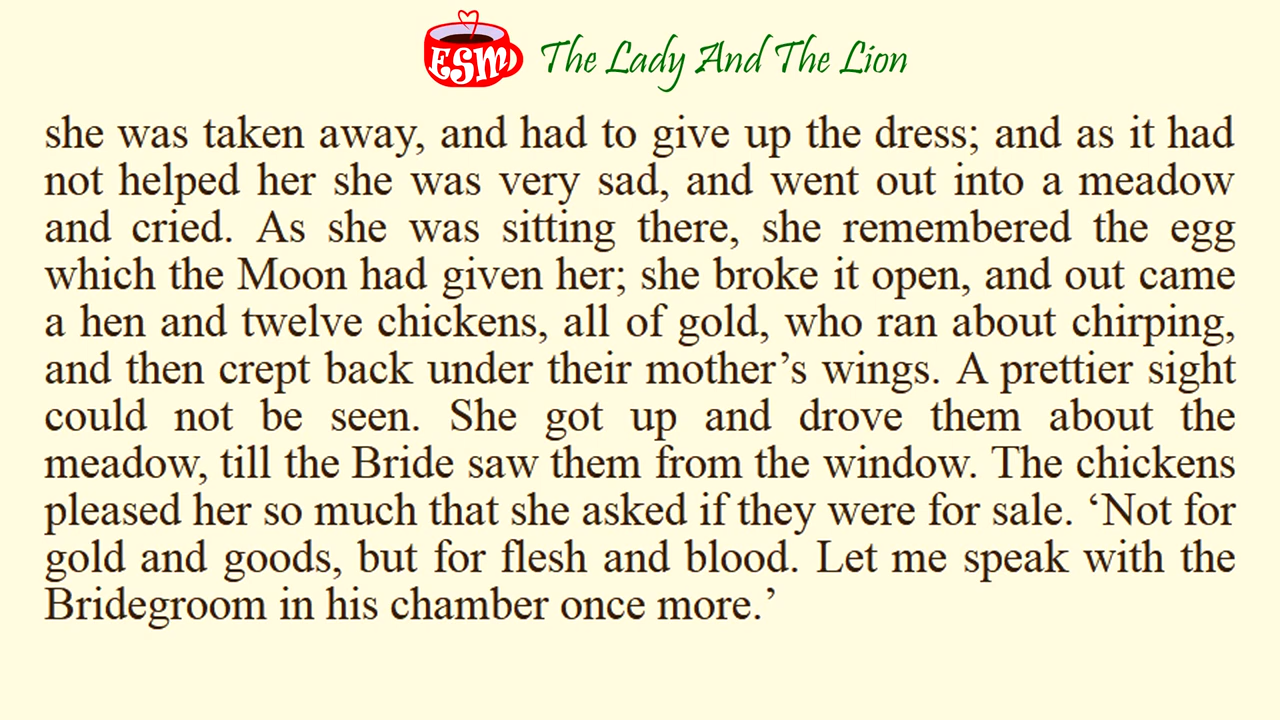 ESM The Lady And The Lion
she was taken away, and had to give up the dress; and as it had
not helped her she was very sad, and went out into a meadow
and cried. As she was sitting there, she remembered the egg
which the Moon had given her; she broke it open, and out came
a hen and twelve chickens, all of gold, who ran about chirping,
and then crept back under their mother’s wings. A prettier sight
could not be seen. She got up and drove them about the
meadow, till the Bride saw them from the window. The chickens
pleased her so much that she asked if they were for sale. ‘Not for
gold and goods, but for flesh and blood. Let me speak with the
Bridegroom in his chamber once more.’